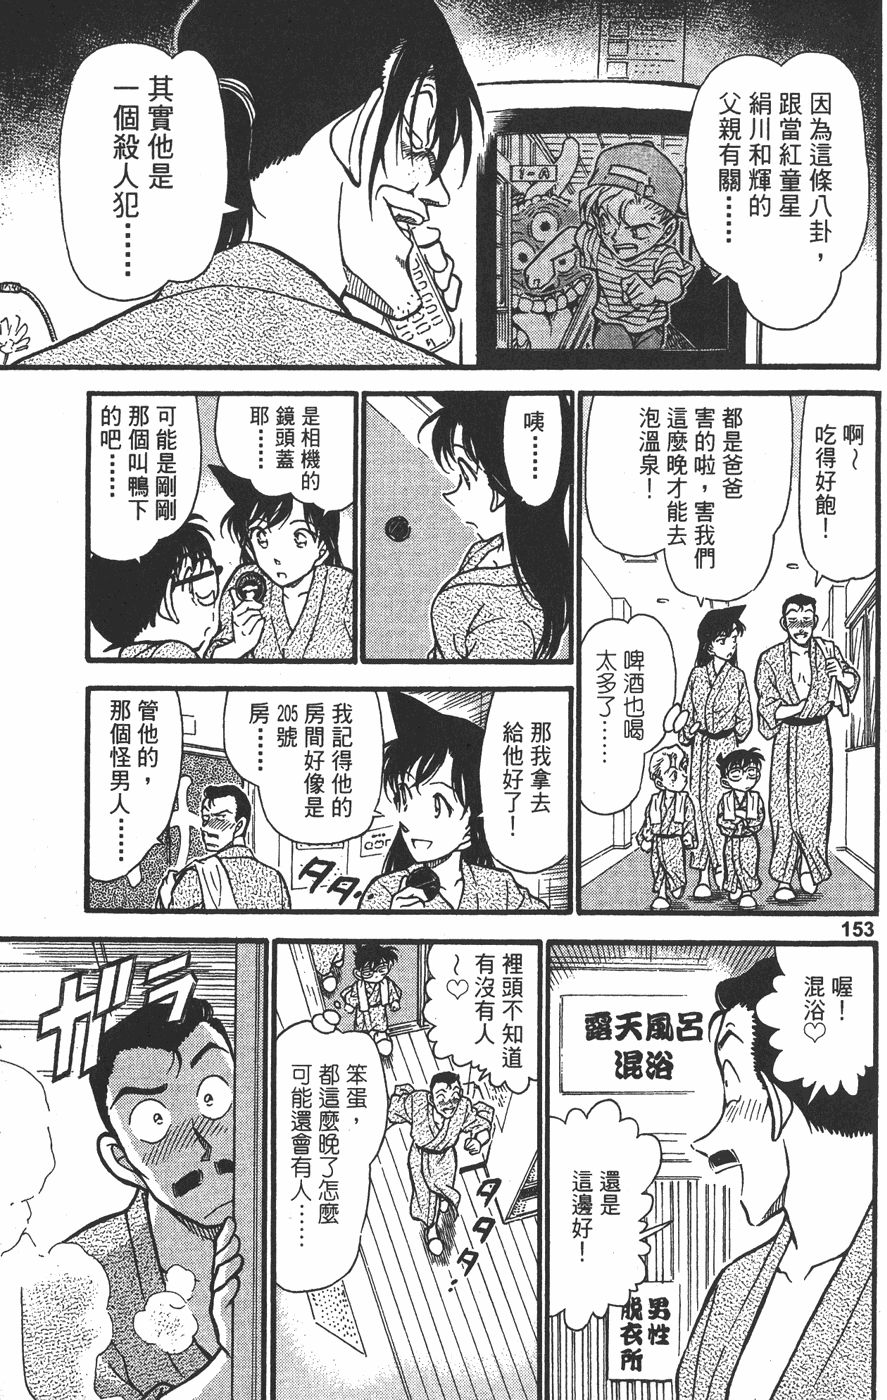 因為這條八卦，
跟當紅童星
絹川和輝的
父親有關……
其實他是
一個殺人犯……
啊～
吃得好飽！
都是爸爸
害的啦，害我們
這麼晚才能去
泡溫泉！
啤酒也喝
太多了……
咦……
是相機的
鏡頭蓋
耶……
可能是剛剛
那個叫鴨下
的吧……
那我拿去
給他好了！
我記得他的
房間好像是
205號
房……
タタ
管他的，
那個怪男人……
153
喔！
混浴♡
露天風呂
混浴
還是
這邊好！
男性
脫衣所
裡頭不知道
有沒有人
～♡
笨蛋，
都這麼晚了怎麼
可能還會有人……
タタタ
ガラ